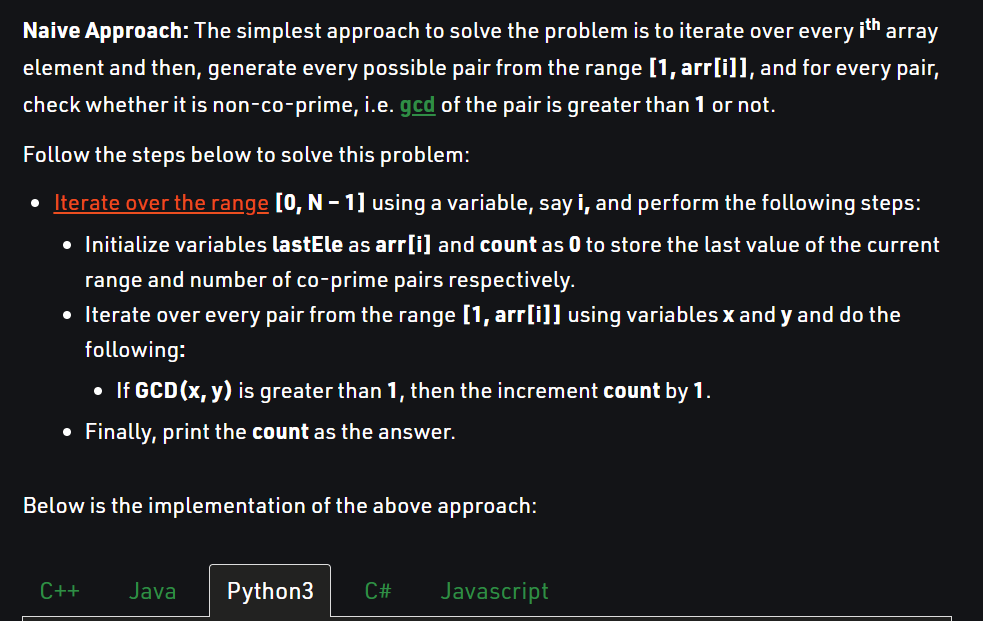 Naive Approach: The simplest approach to solve the problem is to iterate over every ith array
element and then, generate every possible pair from the range [1, arr[i]], and for every pair,
check whether it is non-co-prime, i.e. gcd of the pair is greater than 1 or not.
Follow the steps below to solve this problem:
• Iterate over the range [0, N – 1] using a variable, say i, and perform the following steps:
• Initialize variables lastEle as arr[i] and count as 0 to store the last value of the current
range and number of co-prime pairs respectively.
• Iterate over every pair from the range [1, arr[i]] using variables x and y and do the
following:
• If GCD(x, y) is greater than 1, then the increment count by 1.
• Finally, print the count as the answer.
Below is the implementation of the above approach:
C++ Java Python3 C# Javascript